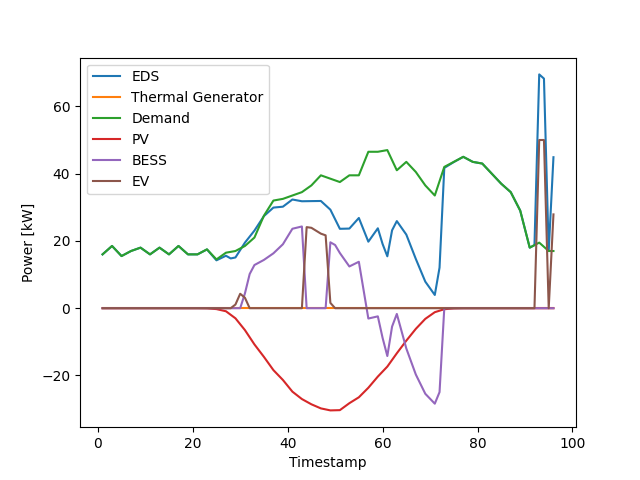 EDS
Thermal Generator
Demand
PV
BESS
EV
Power [kW]
60
40
20
0
−20
0 20 40 60 80 100
Timestamp